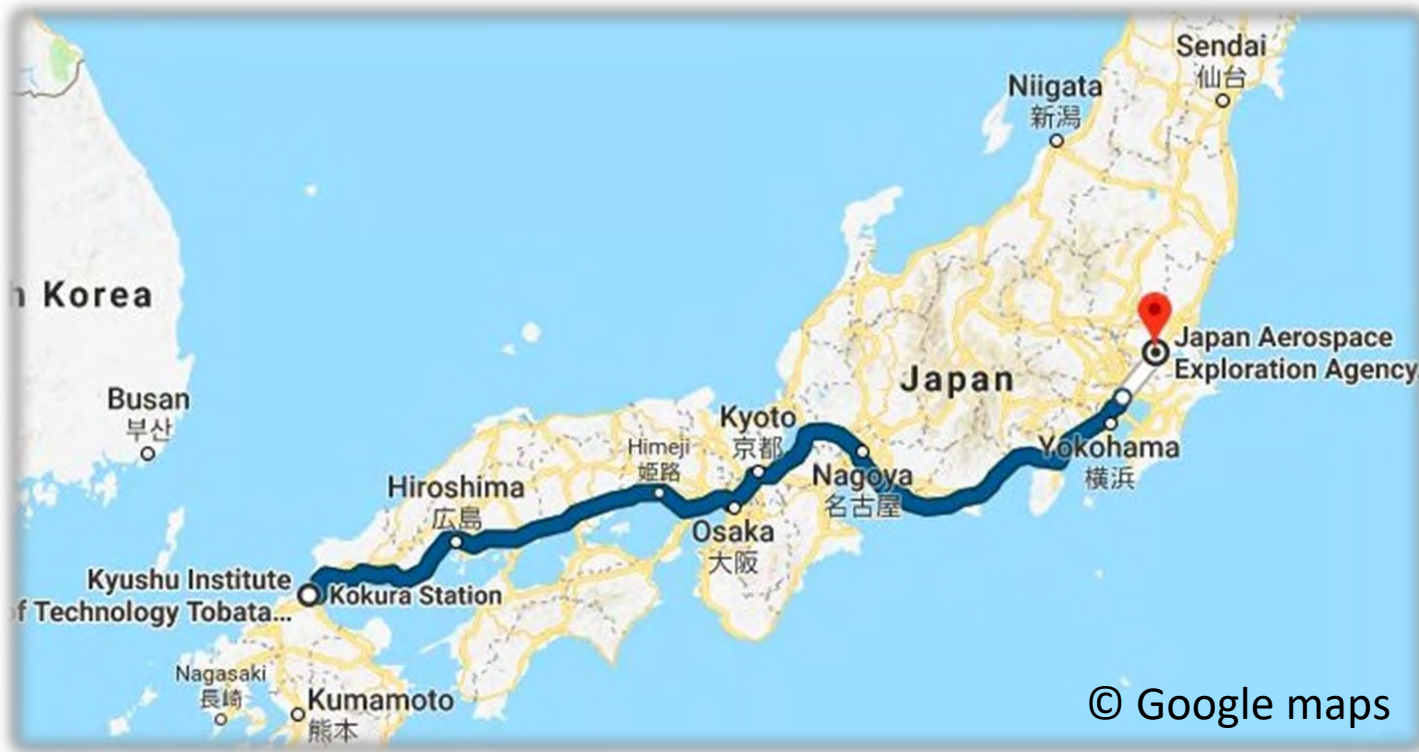 Sendai
仙台
Niigata
新潟
n Korea
Japan Aerospace
Exploration Agency
Japan
Busan
부산
Kyoto
京都
Himeji
姫路
Yokohama
横浜
Nagoya
名古屋
Hiroshima
広島
Osaka
大阪
Kyushu Institute
of Technology Tobata...
Kokura Station
Nagasaki
長崎
Kumamoto
熊本
© Google maps